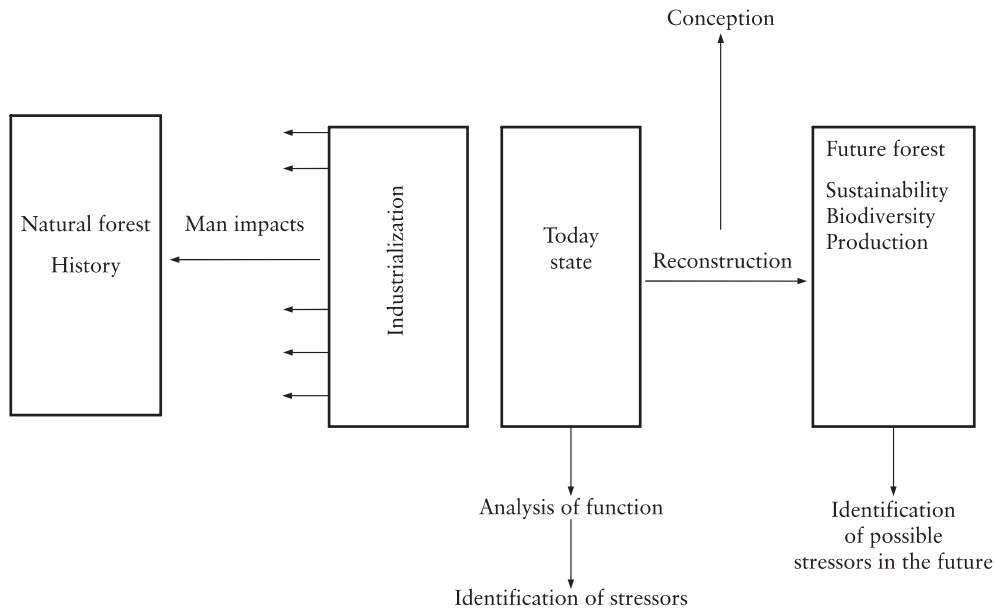 Conception
Natural forest
History
Man impacts
Industrialization
Today
state
Reconstruction
Future forest
Sustainability
Biodiversity
Production
Analysis of function
Identification of stressors
Identification
of possible
stressors in the future